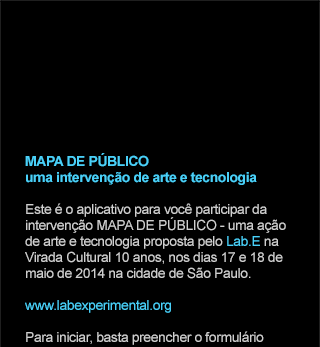 MAPA DE PÚBLICO
uma intervenção de arte e tecnologia
Este é o aplicativo para você participar da
intervenção MAPA DE PÚBLICO - uma ação
de arte e tecnologia proposta pelo Lab.E na
Virada Cultural 10 anos, nos dias 17 e 18 de
maio de 2014 na cidade de São Paulo.
www.labexperimental.org
Para iniciar, basta preencher o formulário